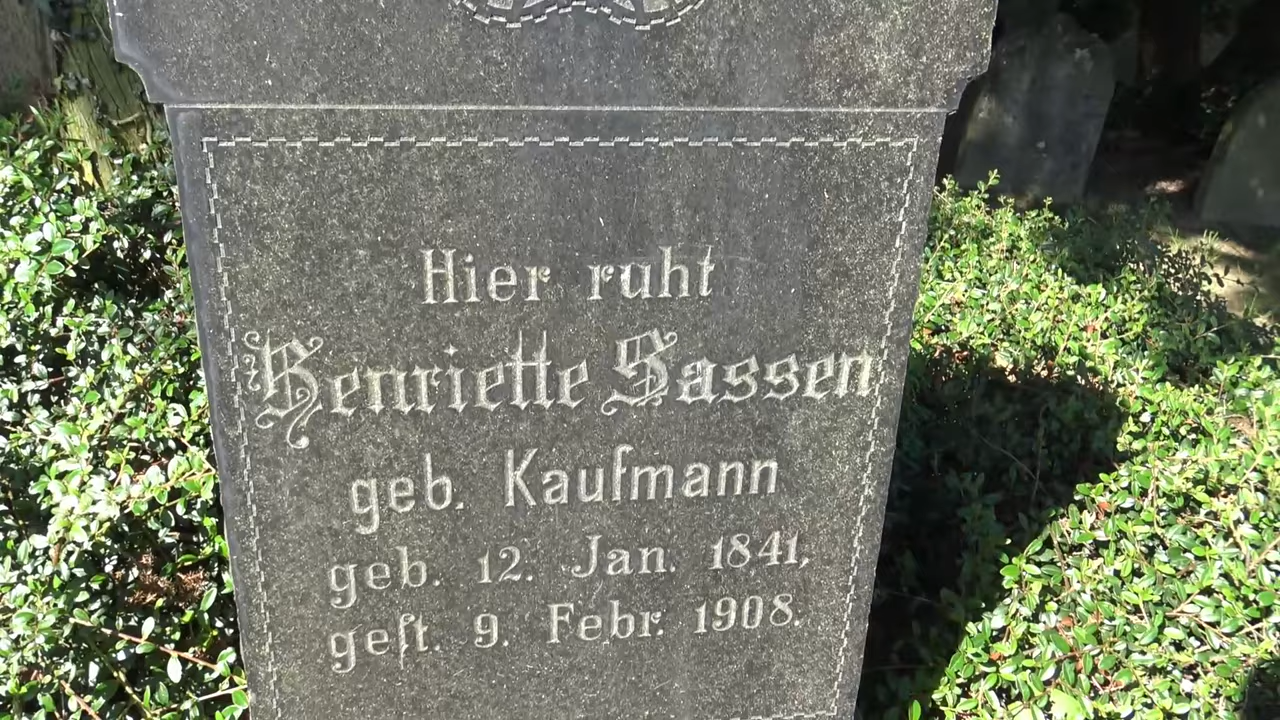 Hier ruht
Henriette Sassen
geb. Kaufmann
geb. 12. Jan. 1841,
geſt. 9. Febr. 1908.